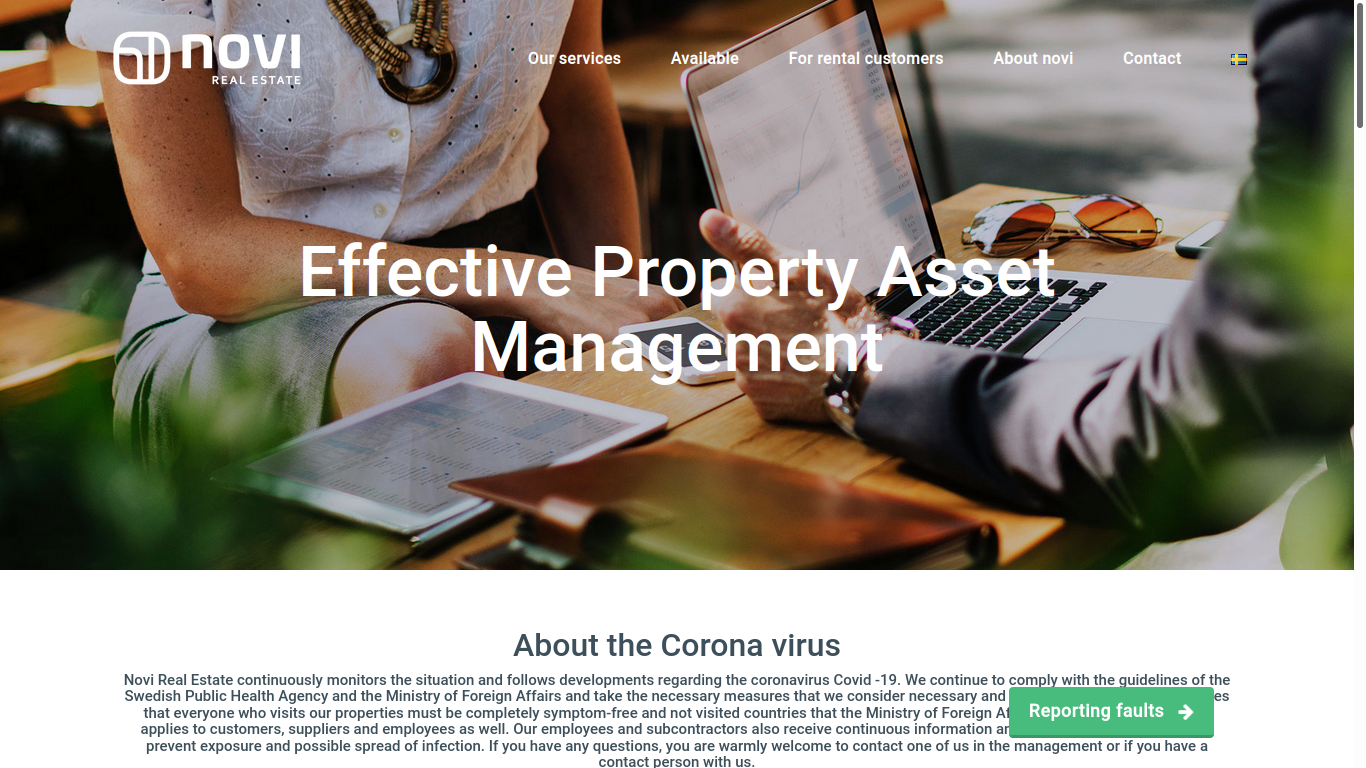 novi
REAL ESTATE
Our services
Available
For rental customers
About novi
Contact
Effective Property Asset
Management
About the Corona virus
Novi Real Estate continuously monitors the situation and follows developments regarding the coronavirus Covid -19. We continue to comply with the guidelines of the
Swedish Public Health Agency and the Ministry of Foreign Affairs and take the necessary measures that we consider necessary and
that everyone who visits our properties must be completely symptom-free and not visited countries that the Ministry of Foreign
applies to customers, suppliers and employees as well. Our employees and subcontractors also receive continuous information
prevent exposure and possible spread of infection. If you have any questions, you are warmly welcome to contact one of us in the management or if you have a
contact person with us.
Reporting faults